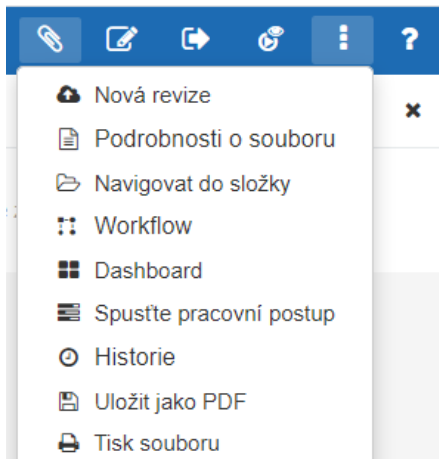 Nová revize
Podrobnosti o souboru
Navigovat do složky
Workflow
Dashboard
Spusťte pracovní postup
Historie
Uložit jako PDF
Tisk souboru